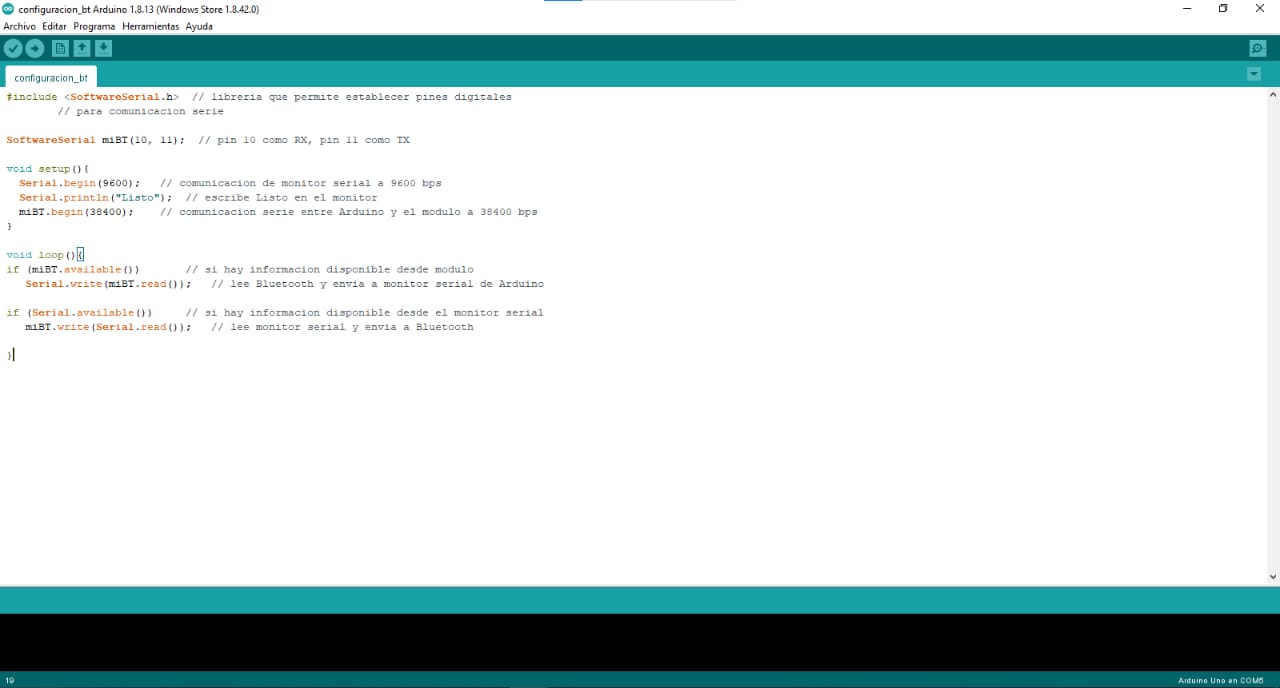 configuracion_bt Arduino 1.8.13 (Windows Store 1.8.42.0)
Archivo Editar Programa Herramientas Ayuda
configuracion_bt
#include <SoftwareSerial.h>  // libreria que permite establecer pines digitales
// para comunicacion serie
SoftwareSerial miBT(10, 11);  // pin 10 como RX, pin 11 como TX
void setup(){
Serial.begin(9600);   // comunicacion de monitor serial a 9600 bps
Serial.println("Listo");  // escribe Listo en el monitor
miBT.begin(38400);    // comunicacion serie entre Arduino y el modulo a 38400 bps
}
void loop(){
if (miBT.available())       // si hay informacion disponible desde modulo
Serial.write(miBT.read());   // lee Bluetooth y envia a monitor serial de Arduino
if (Serial.available())     // si hay informacion disponible desde el monitor serial
miBT.write(Serial.read());   // lee monitor serial y envia a Bluetooth
}
19
Arduino Uno en COM5